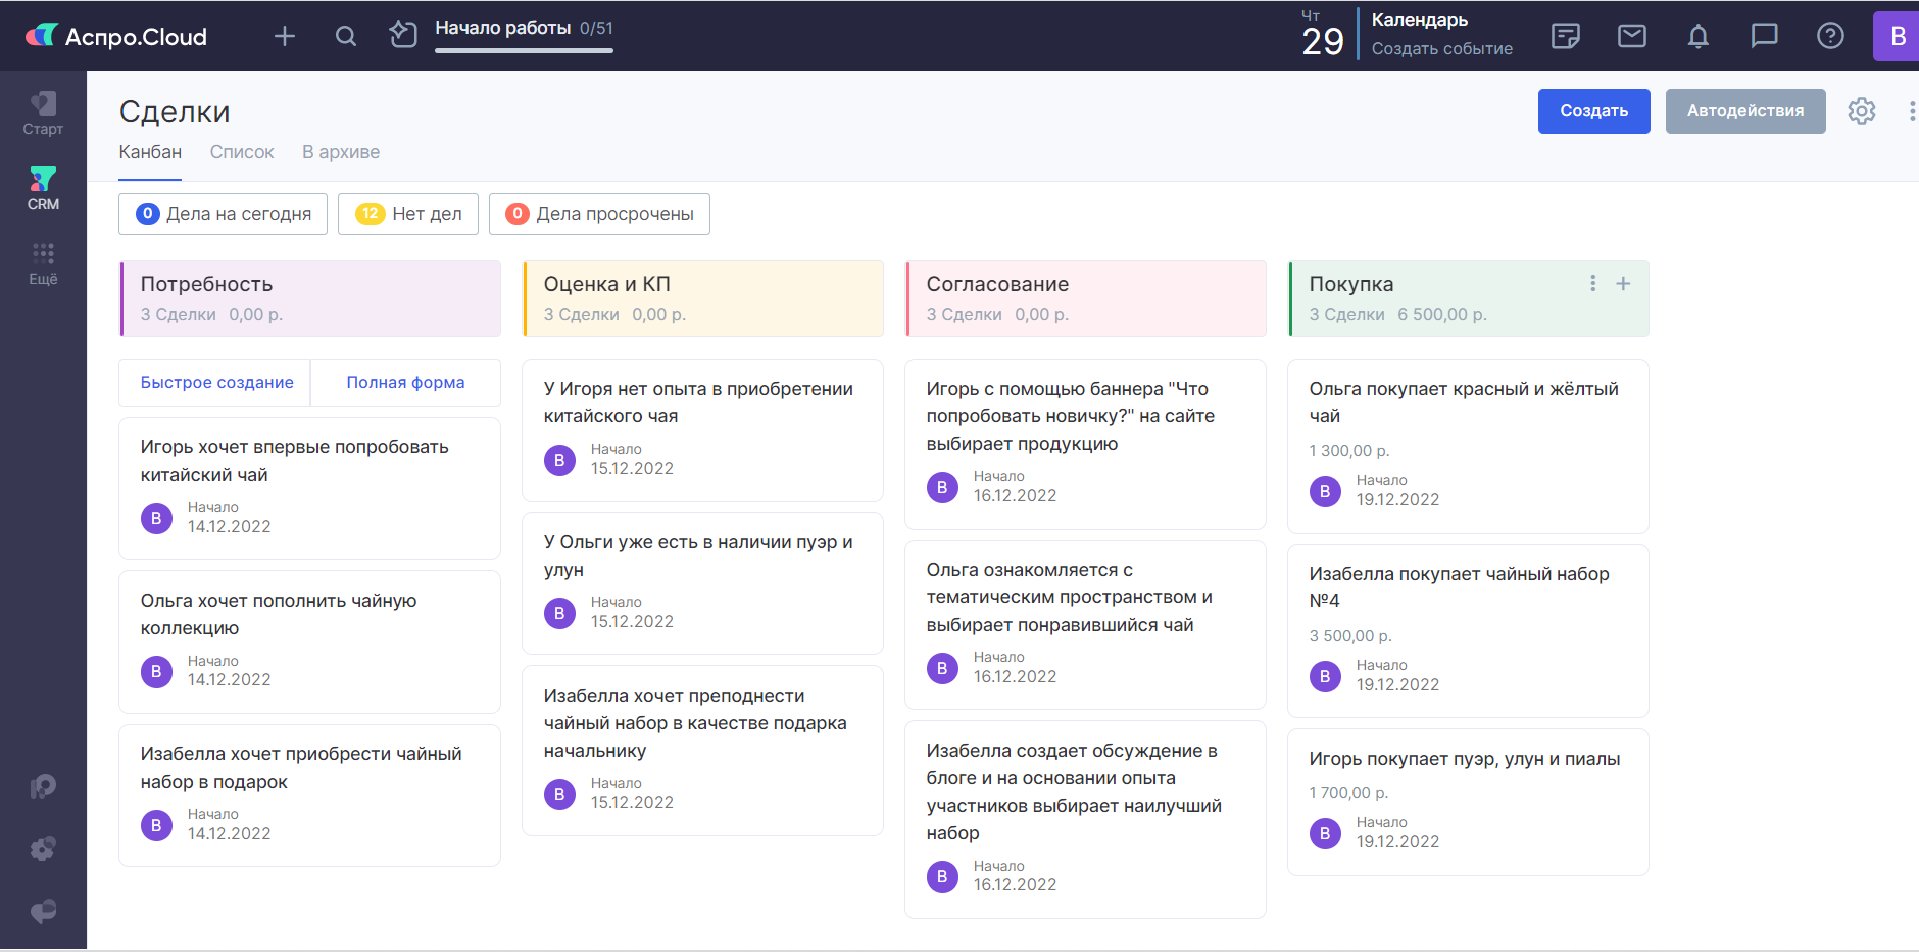 Аспро.Cloud
Начало работы 0/51
Чт
29
Календарь
Создать событие
B
Старт
CRM
Ещё
Сделки
Создать
Автодействия
Канбан Список В архиве
0 Дела на сегодня
12 Нет дел
0 Дела просрочены
Потребность
3 Сделки 0,00 р.
Быстрое создание
Полная форма
Игорь хочет впервые попробовать
китайский чай
B
Начало
14.12.2022
Ольга хочет пополнить чайную
коллекцию
B
Начало
14.12.2022
Изабелла хочет приобрести чайный
набор в подарок
B
Начало
14.12.2022
Оценка и КП
3 Сделки 0,00 р.
У Игоря нет опыта в приобретении
китайского чая
B
Начало
15.12.2022
У Ольги уже есть в наличии пуэр и
улун
B
Начало
15.12.2022
Изабелла хочет преподнести
чайный набор в качестве подарка
начальнику
B
Начало
15.12.2022
Согласование
3 Сделки 0,00 р.
Игорь с помощью баннера "Что
попробовать новичку?" на сайте
выбирает продукцию
B
Начало
16.12.2022
Ольга ознакомляется с
тематическим пространством и
выбирает понравившийся чай
B
Начало
16.12.2022
Изабелла создает обсуждение в
блоге и на основании опыта
участников выбирает наилучший
набор
B
Начало
16.12.2022
Покупка
3 Сделки 6 500,00 р.
Ольга покупает красный и жёлтый
чай
1 300,00 р.
B
Начало
19.12.2022
Изабелла покупает чайный набор
№4
3 500,00 р.
B
Начало
19.12.2022
Игорь покупает пуэр, улун и пиалы
1 700,00 р.
B
Начало
19.12.2022